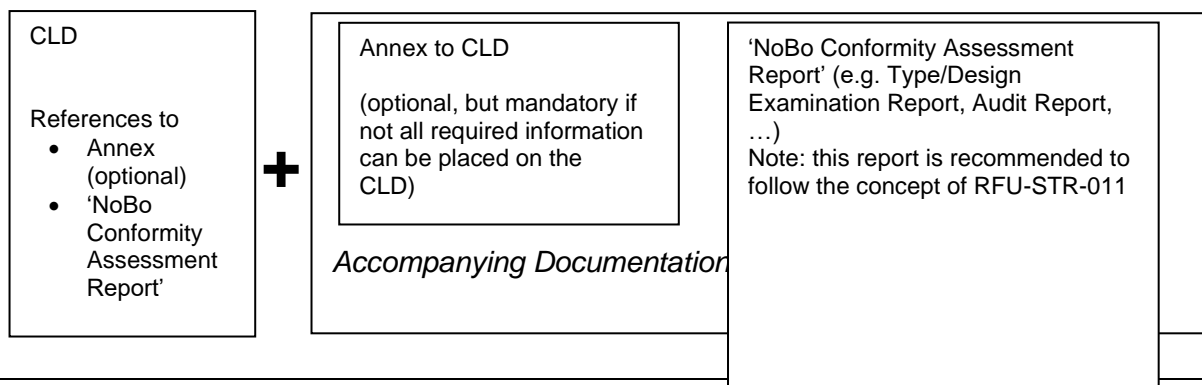 CLD
References to
• Annex
(optional)
• ‘NoBo
Conformity
Assessment
Report’
+
Annex to CLD
(optional, but mandatory if
not all required information
can be placed on the
CLD)
Accompanying Documentation
‘NoBo Conformity Assessment
Report’ (e.g. Type/Design
Examination Report, Audit Report,
…)
Note: this report is recommended to
follow the concept of RFU-STR-011